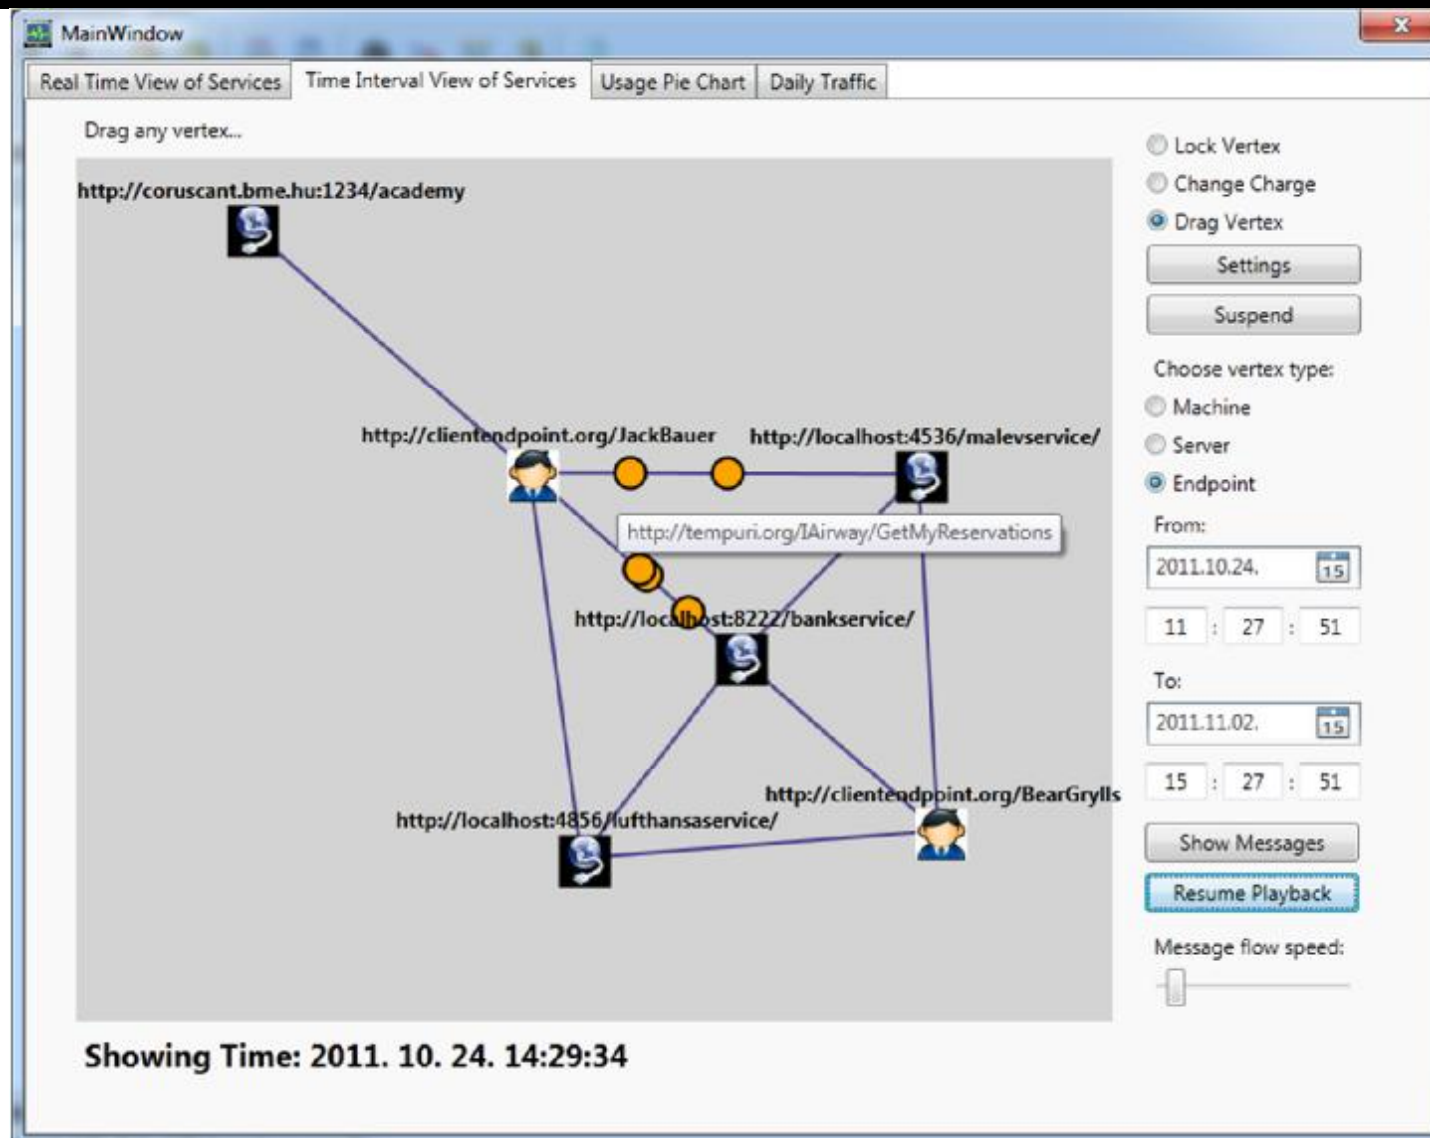 MainWindow
Real Time View of Services
Time Interval View of Services
Usage Pie Chart
Daily Traffic
Drag any vertex...
http://coruscant.bme.hu:1234/academy
http://clientendpoint.org/JackBauer
http://localhost:4536/malevservice/
http://tempuri.org/IAirway/GetMyReservations
http://localhost:8222/bankservice/
http://clientendpoint.org/BearGrylls
http://localhost:4856/lufthansaservice/
Showing Time: 2011. 10. 24. 14:29:34
Lock Vertex
Change Charge
Drag Vertex
Settings
Suspend
Choose vertex type:
Machine
Server
Endpoint
From:
2011.10.24.
15
11 : 27 : 51
To:
2011.11.02.
15
15 : 27 : 51
Show Messages
Resume Playback
Message flow speed: